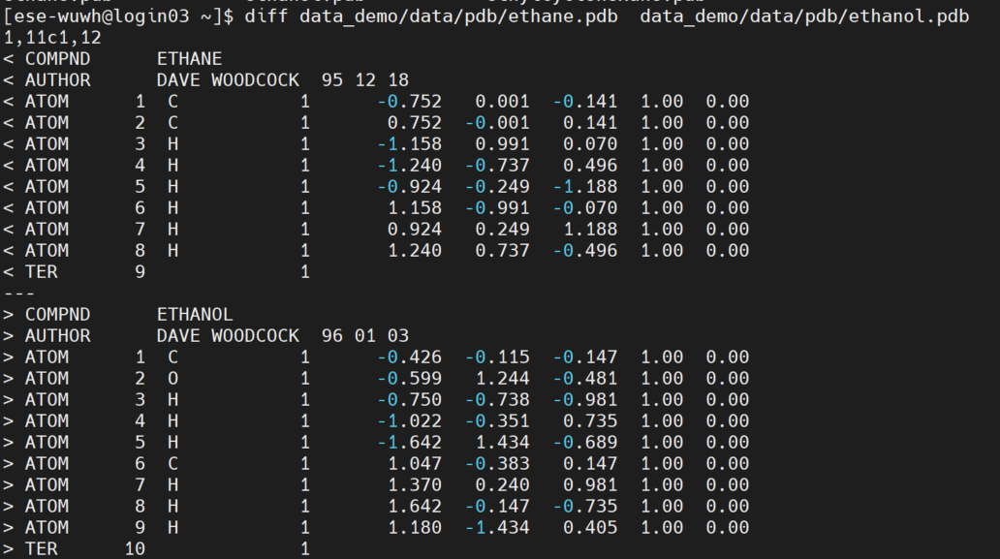 [ese-wuwh@login03 ~]$ diff data_demo/data/pdb/ethane.pdb  data_demo/data/pdb/ethanol.pdb
1,11c1,12
< COMPND      ETHANE
< AUTHOR      DAVE WOODCOCK  95 12 18
< ATOM      1  C           1      -0.752   0.001  -0.141  1.00  0.00
< ATOM      2  C           1       0.752  -0.001   0.141  1.00  0.00
< ATOM      3  H           1      -1.158   0.991   0.070  1.00  0.00
< ATOM      4  H           1      -1.240  -0.737   0.496  1.00  0.00
< ATOM      5  H           1      -0.924  -0.249  -1.188  1.00  0.00
< ATOM      6  H           1       1.158  -0.991  -0.070  1.00  0.00
< ATOM      7  H           1       0.924   0.249   1.188  1.00  0.00
< ATOM      8  H           1       1.240   0.737  -0.496  1.00  0.00
< TER       9              1
---
> COMPND      ETHANOL
> AUTHOR      DAVE WOODCOCK  96 01 03
> ATOM      1  C           1      -0.426  -0.115  -0.147  1.00  0.00
> ATOM      2  O           1      -0.599   1.244  -0.481  1.00  0.00
> ATOM      3  H           1      -0.750  -0.738  -0.981  1.00  0.00
> ATOM      4  H           1      -1.022  -0.351   0.735  1.00  0.00
> ATOM      5  H           1      -1.642   1.434  -0.689  1.00  0.00
> ATOM      6  C           1       1.047  -0.383   0.147  1.00  0.00
> ATOM      7  H           1       1.370   0.240   0.981  1.00  0.00
> ATOM      8  H           1       1.642  -0.147  -0.735  1.00  0.00
> ATOM      9  H           1       1.180  -1.434   0.405  1.00  0.00
> TER      10              1